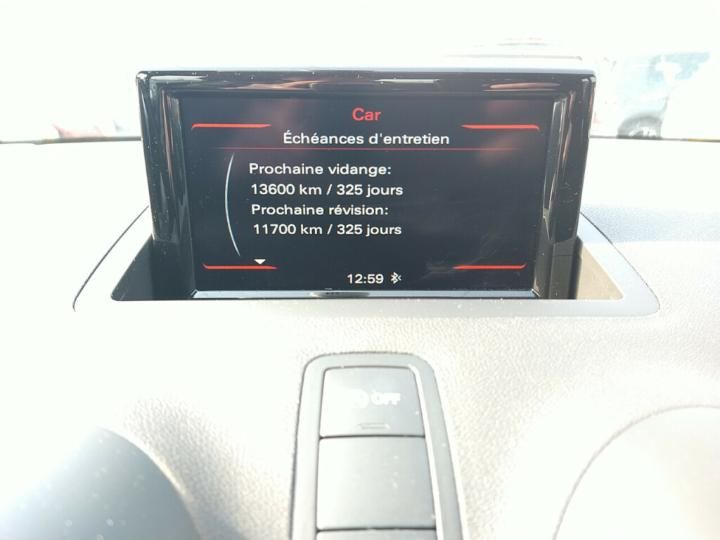 Car
Échéances d'entretien
Prochaine vidange:
13600 km / 325 jours
Prochaine révision:
11700 km / 325 jours
12:59
OFF